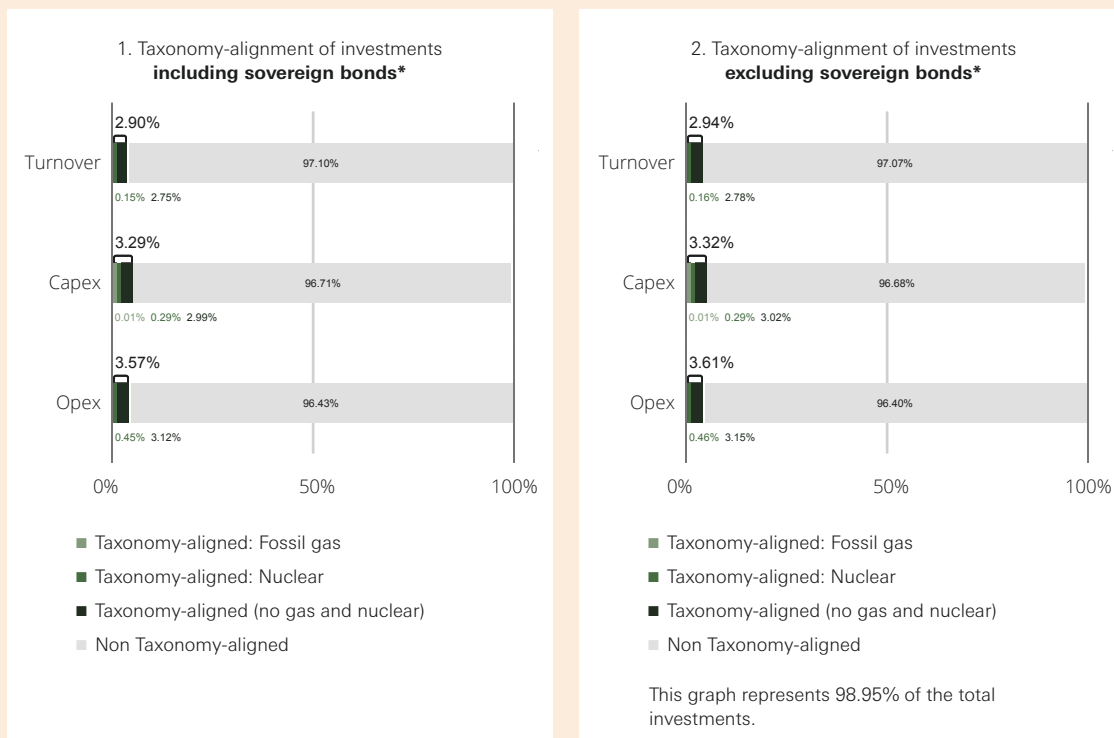 1. Taxonomy-alignment of investments
including sovereign bonds*
2.90%
Turnover
97.10%
0.15% 2.75%
3.29%
Capex
96.71%
0.01% 0.29% 2.99%
3.57%
Opex
96.43%
0.45% 3.12%
0% 50% 100%
Taxonomy-aligned: Fossil gas
Taxonomy-aligned: Nuclear
Taxonomy-aligned (no gas and nuclear)
Non Taxonomy-aligned
2. Taxonomy-alignment of investments
excluding sovereign bonds*
2.94%
Turnover
97.07%
0.16% 2.78%
3.32%
Capex
96.68%
0.01% 0.29% 3.02%
3.61%
Opex
96.40%
0.46% 3.15%
0% 50% 100%
Taxonomy-aligned: Fossil gas
Taxonomy-aligned: Nuclear
Taxonomy-aligned (no gas and nuclear)
Non Taxonomy-aligned
This graph represents 98.95% of the total
investments.